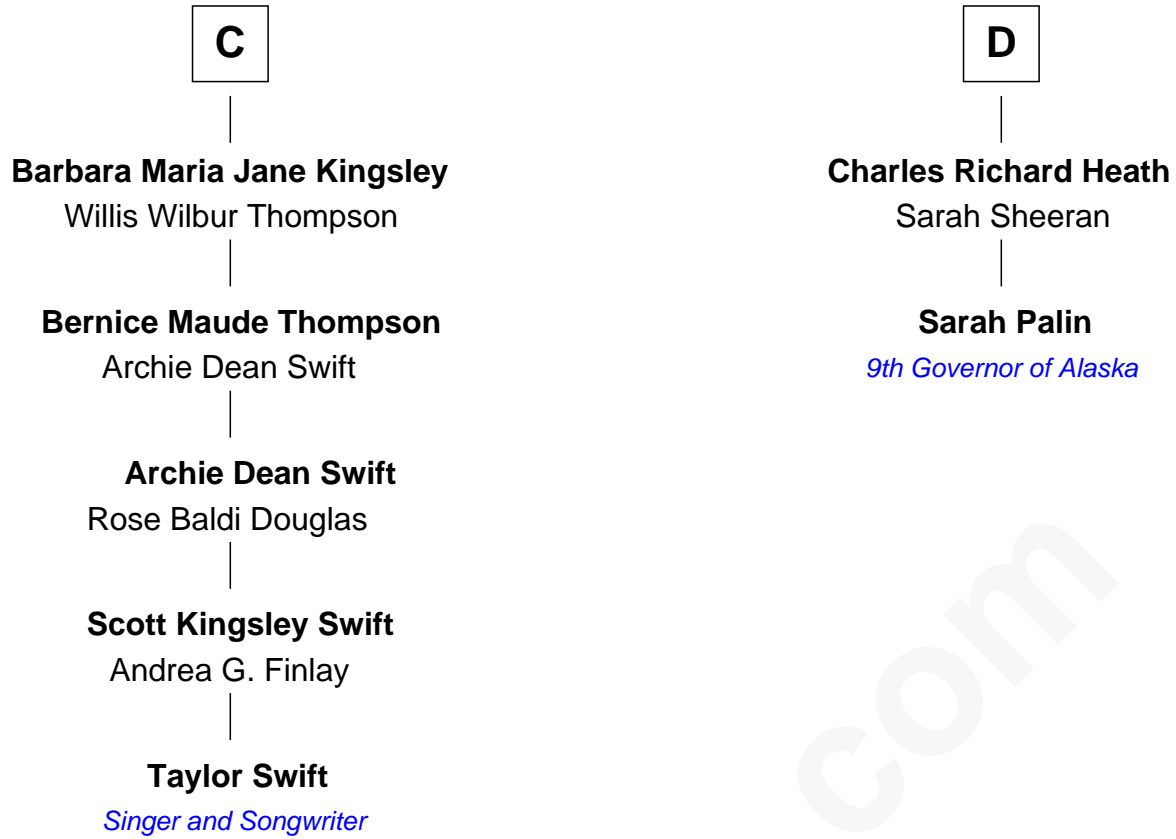 C
Barbara Maria Jane Kingsley
Willis Wilbur Thompson
Bernice Maude Thompson
Archie Dean Swift
Archie Dean Swift
Rose Baldi Douglas
Scott Kingsley Swift
Andrea G. Finlay
Taylor Swift
Singer and Songwriter
D
Charles Richard Heath
Sarah Sheeran
Sarah Palin
9th Governor of Alaska
com